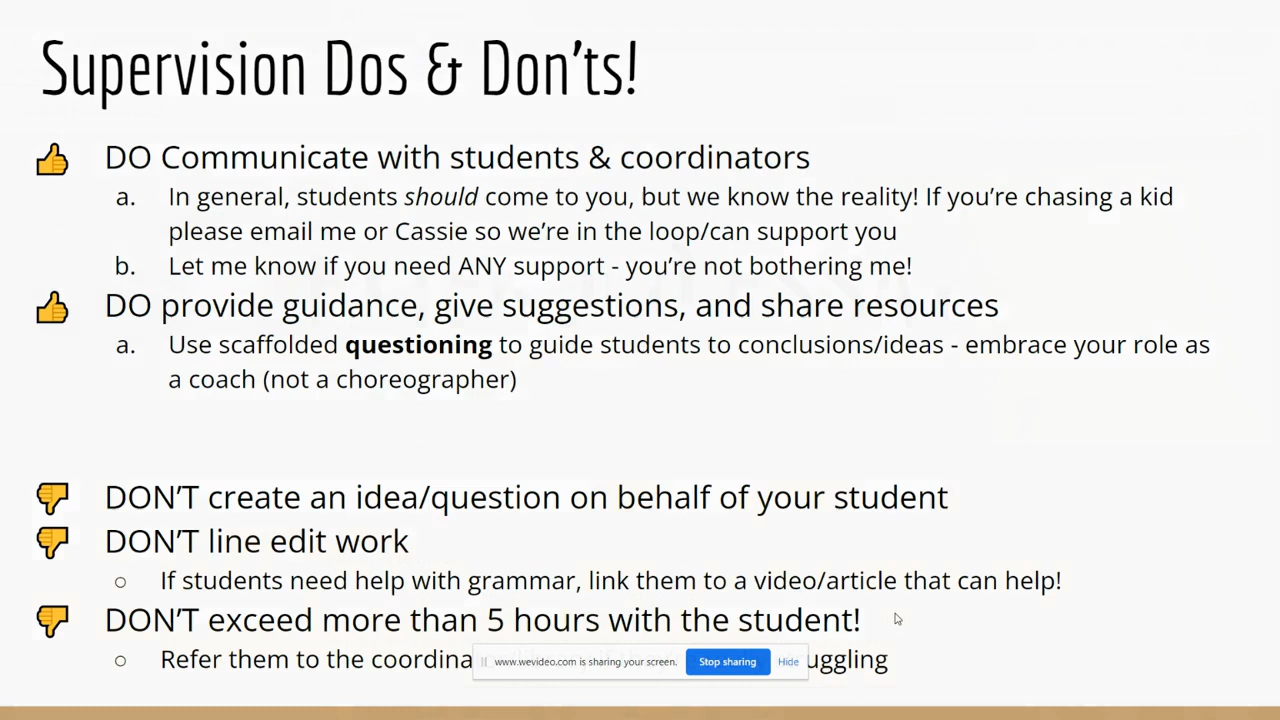 Supervision Dos & Don'ts!
DO Communicate with students & coordinators
a. In general, students should come to you, but we know the reality! If you're chasing a kid
please email me or Cassie so we're in the loop/can support you
b. Let me know if you need ANY support - you're not bothering me!
DO provide guidance, give suggestions, and share resources
a. Use scaffolded questioning to guide students to conclusions/ideas - embrace your role as
a coach (not a choreographer)
DON'T create an idea/question on behalf of your student
DON'T line edit work
○ If students need help with grammar, link them to a video/article that can help!
DON'T exceed more than 5 hours with the student!
○ Refer them to the
www.wevideo.com is sharing your screen. Stop sharing Hide